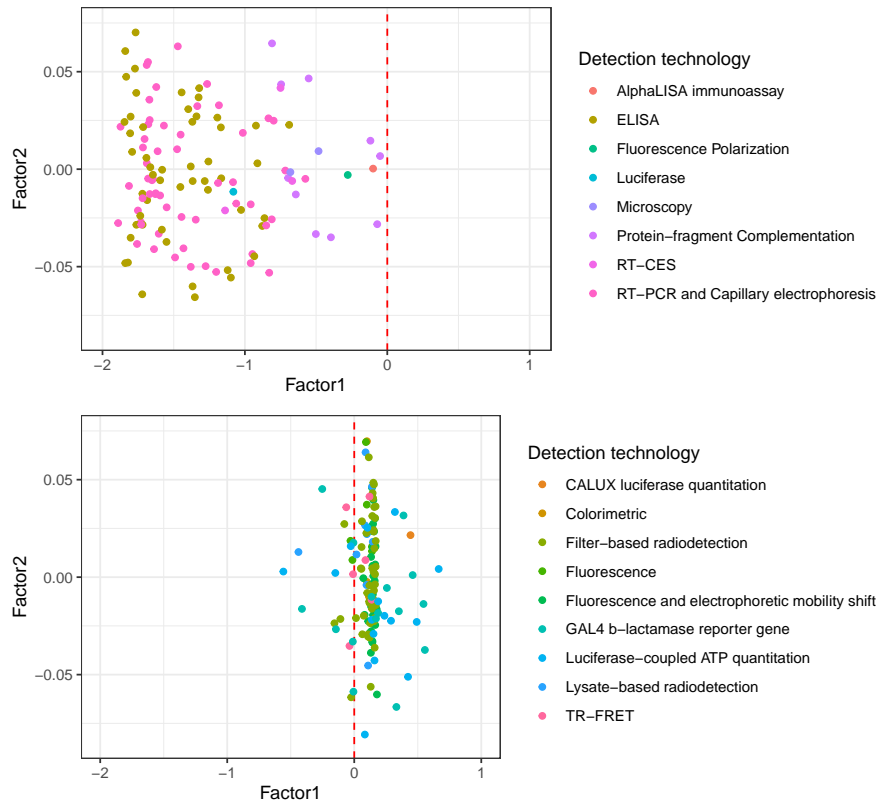 Detection technology
AlphaLISA immunoassay
ELISA
Fluorescence Polarization
Luciferase
Microscopy
Protein−fragment Complementation
RT−CES
RT−PCR and Capillary electrophoresis
0.05
0.00
−0.05
Factor2
−2
−1
0
1
Factor1
Detection technology
CALUX luciferase quantitation
Colorimetric
Filter−based radiodetection
Fluorescence
Fluorescence and electrophoretic mobility shift
GAL4 b−lactamase reporter gene
Luciferase−coupled ATP quantitation
Lysate−based radiodetection
TR−FRET
0.05
0.00
−0.05
Factor2
−2
−1
0
1
Factor1